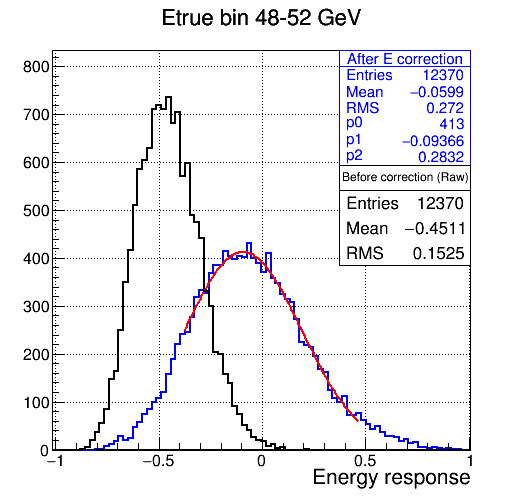 Etrue bin 48-52 GeV
After E correction
Entries 12370
Mean −0.0599
RMS 0.272
p0 413
p1 −0.09366
p2 0.2832
Before correction (Raw)
Entries 12370
Mean −0.4511
RMS 0.1525
800
700
600
500
400
300
200
100
0
−1 −0.5 0 0.5 1
Energy response